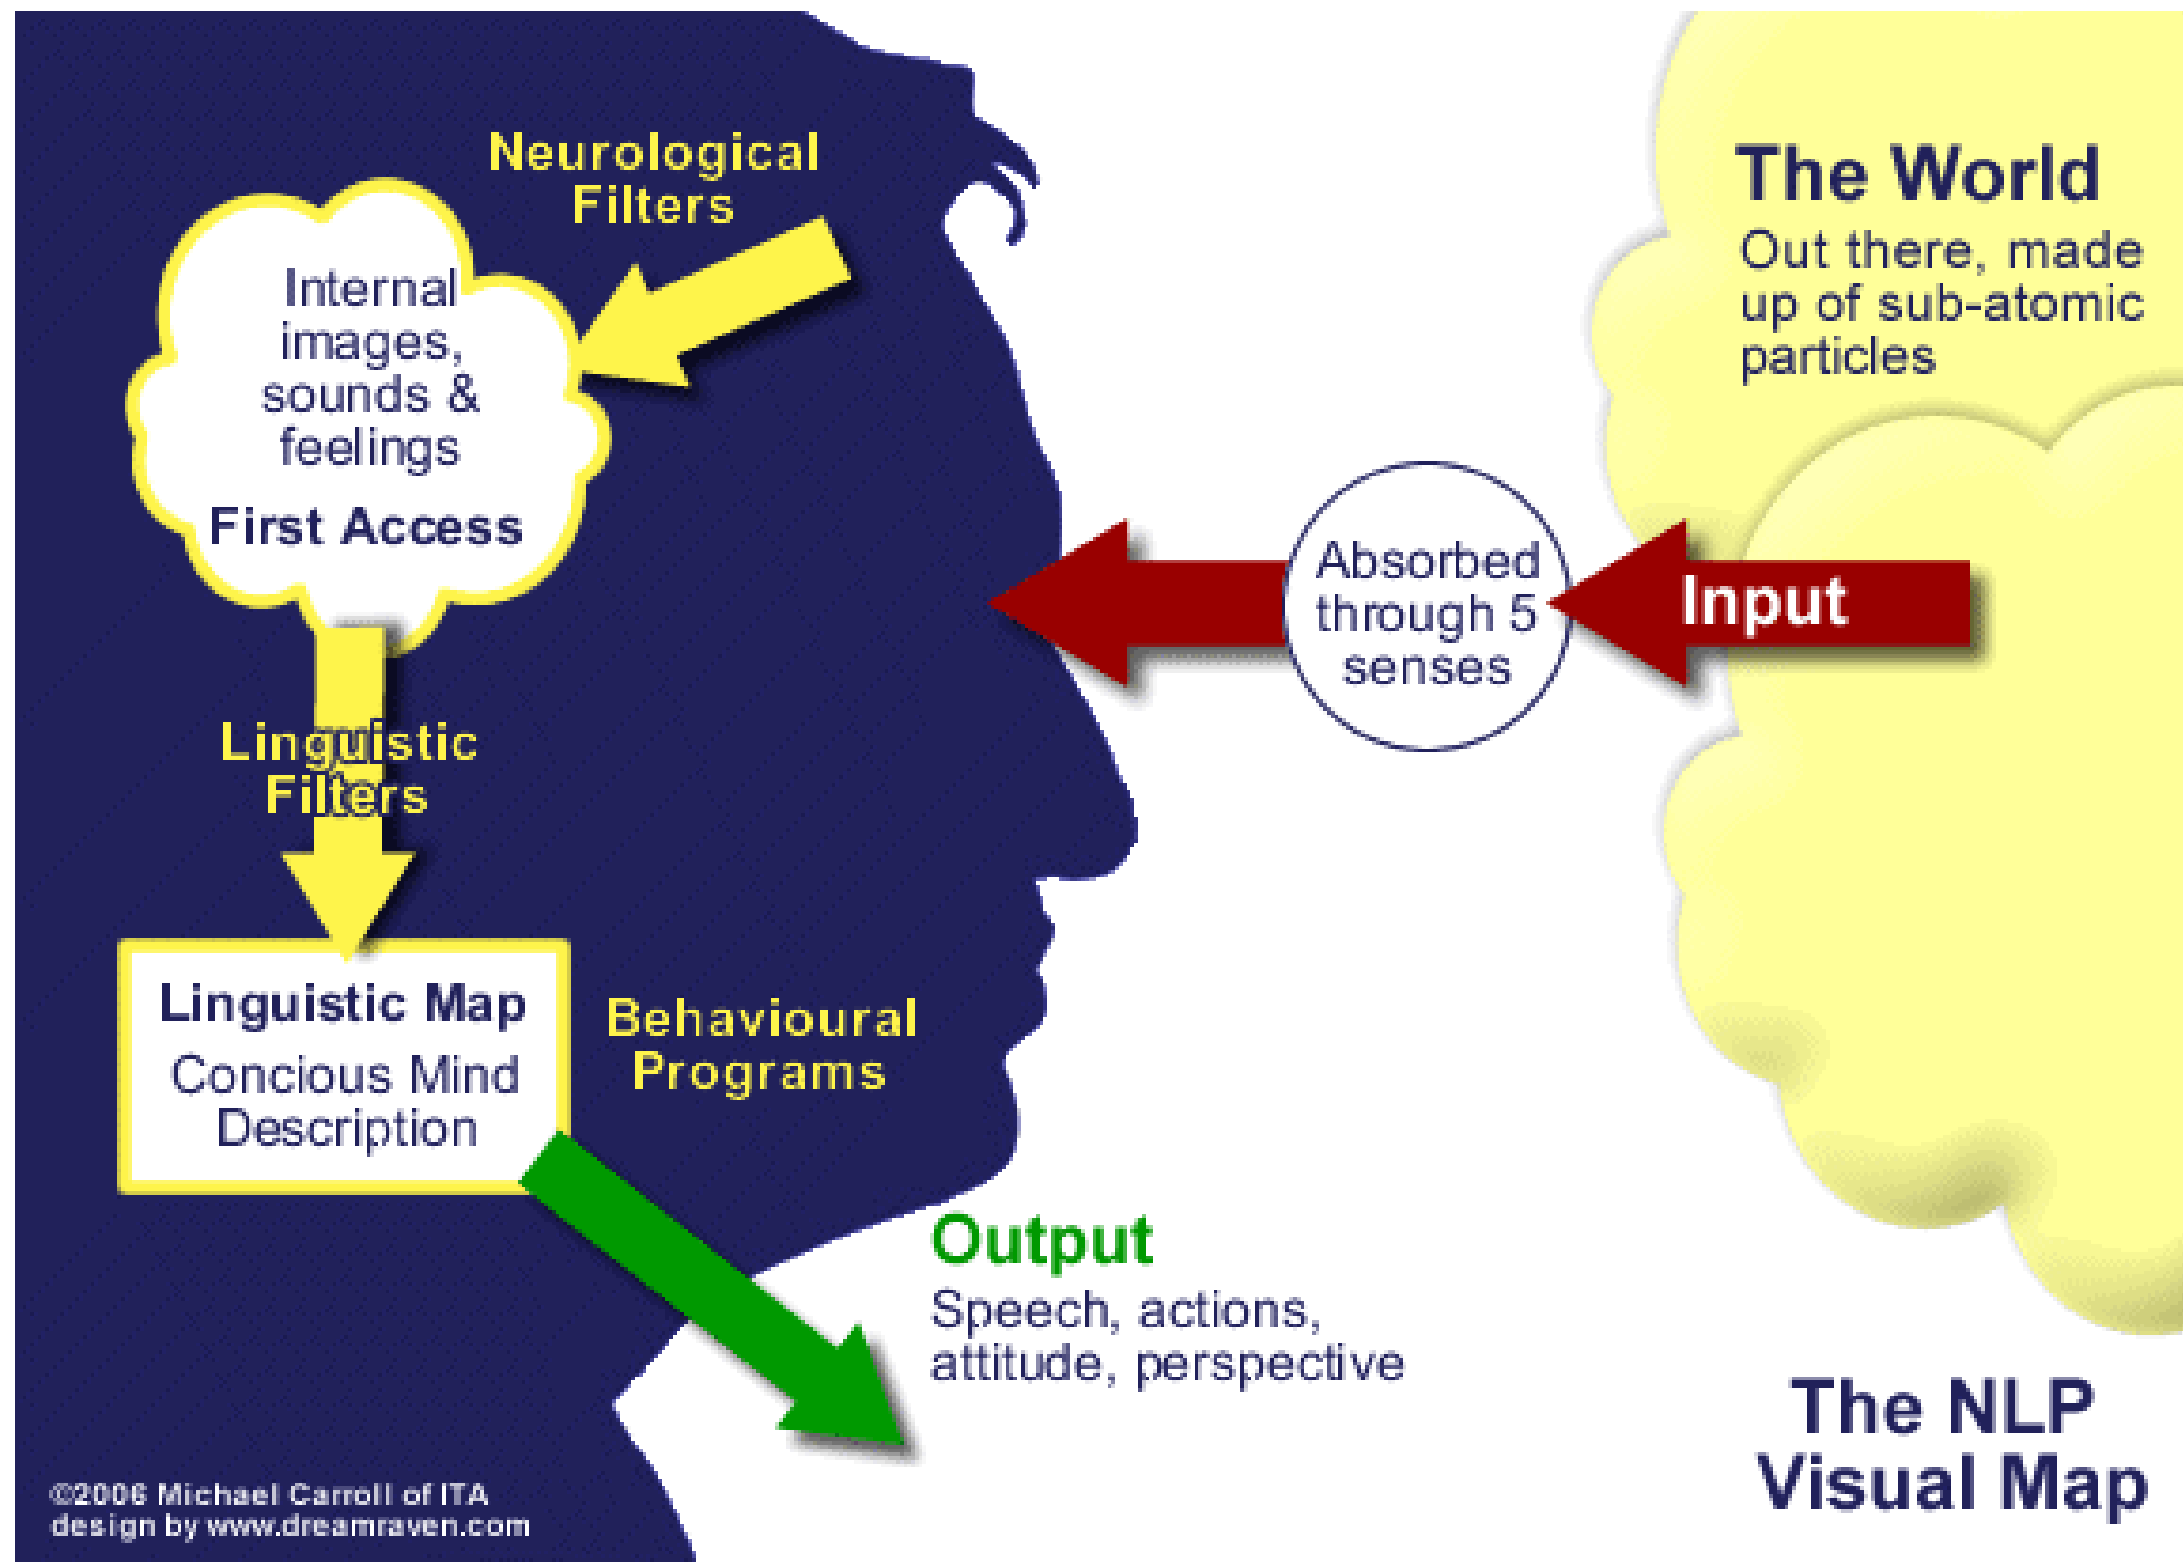 Neurological
Filters
Internal
images,
sounds &
feelings
First Access
Linguistic
Filters
Linguistic Map
Concious Mind
Description
Behavioural
Programs
Output
Speech, actions,
attitude, perspective
Absorbed
through 5
senses
Input
The World
Out there, made
up of sub-atomic
particles
The NLP
Visual Map
©2006 Michael Carroll of ITA
design by www.dreamraven.com